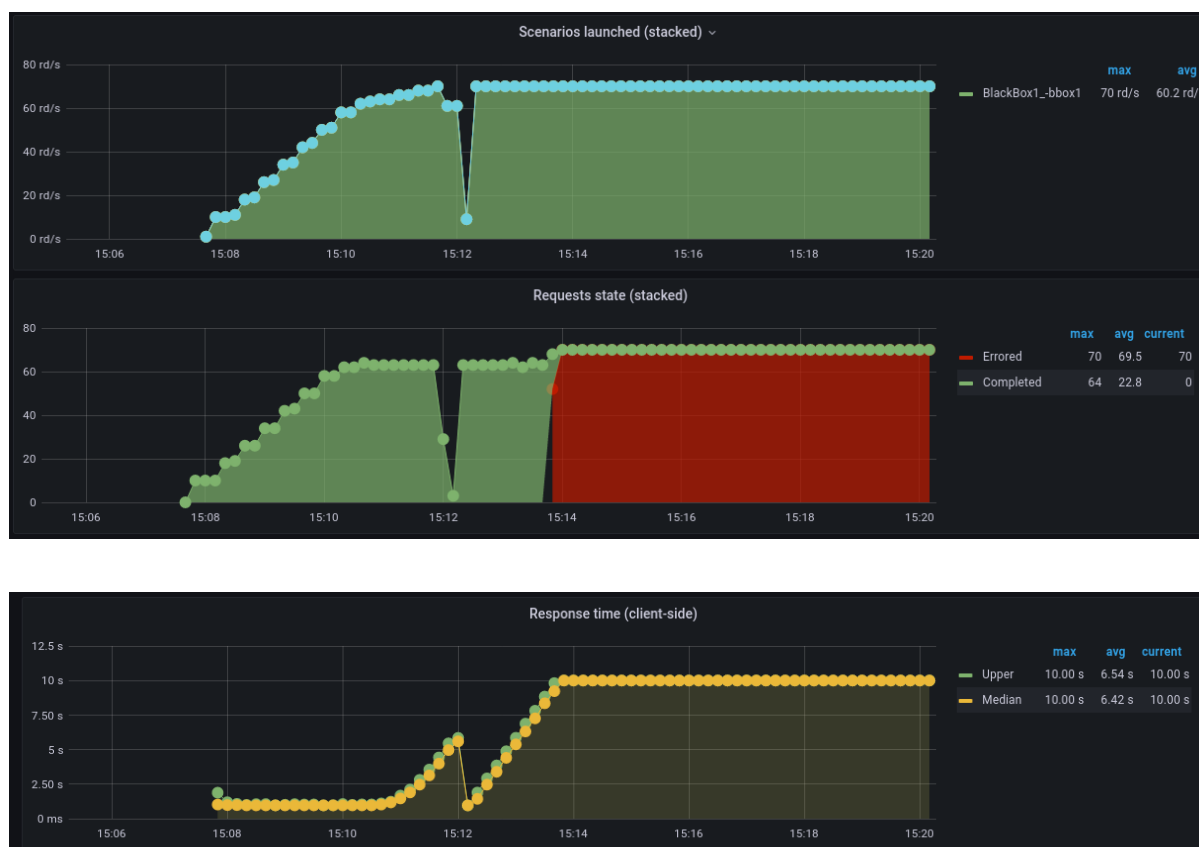 Scenarios launched (stacked)
80 rd/s
60 rd/s
40 rd/s
20 rd/s
0 rd/s
15:06 15:08 15:10 15:12 15:14 15:16 15:18 15:20
max avg
BlackBox1_-bbox1 70 rd/s 60.2 rd/
Requests state (stacked)
80
60
40
20
0
15:06 15:08 15:10 15:12 15:14 15:16 15:18 15:20
max avg current
Errored 70 69.5 70
Completed 64 22.8 0
Response time (client-side)
12.5 s
10 s
7.50 s
5 s
2.50 s
0 ms
15:06 15:08 15:10 15:12 15:14 15:16 15:18 15:20
max avg current
Upper 10.00 s 6.54 s 10.00 s
Median 10.00 s 6.42 s 10.00 s